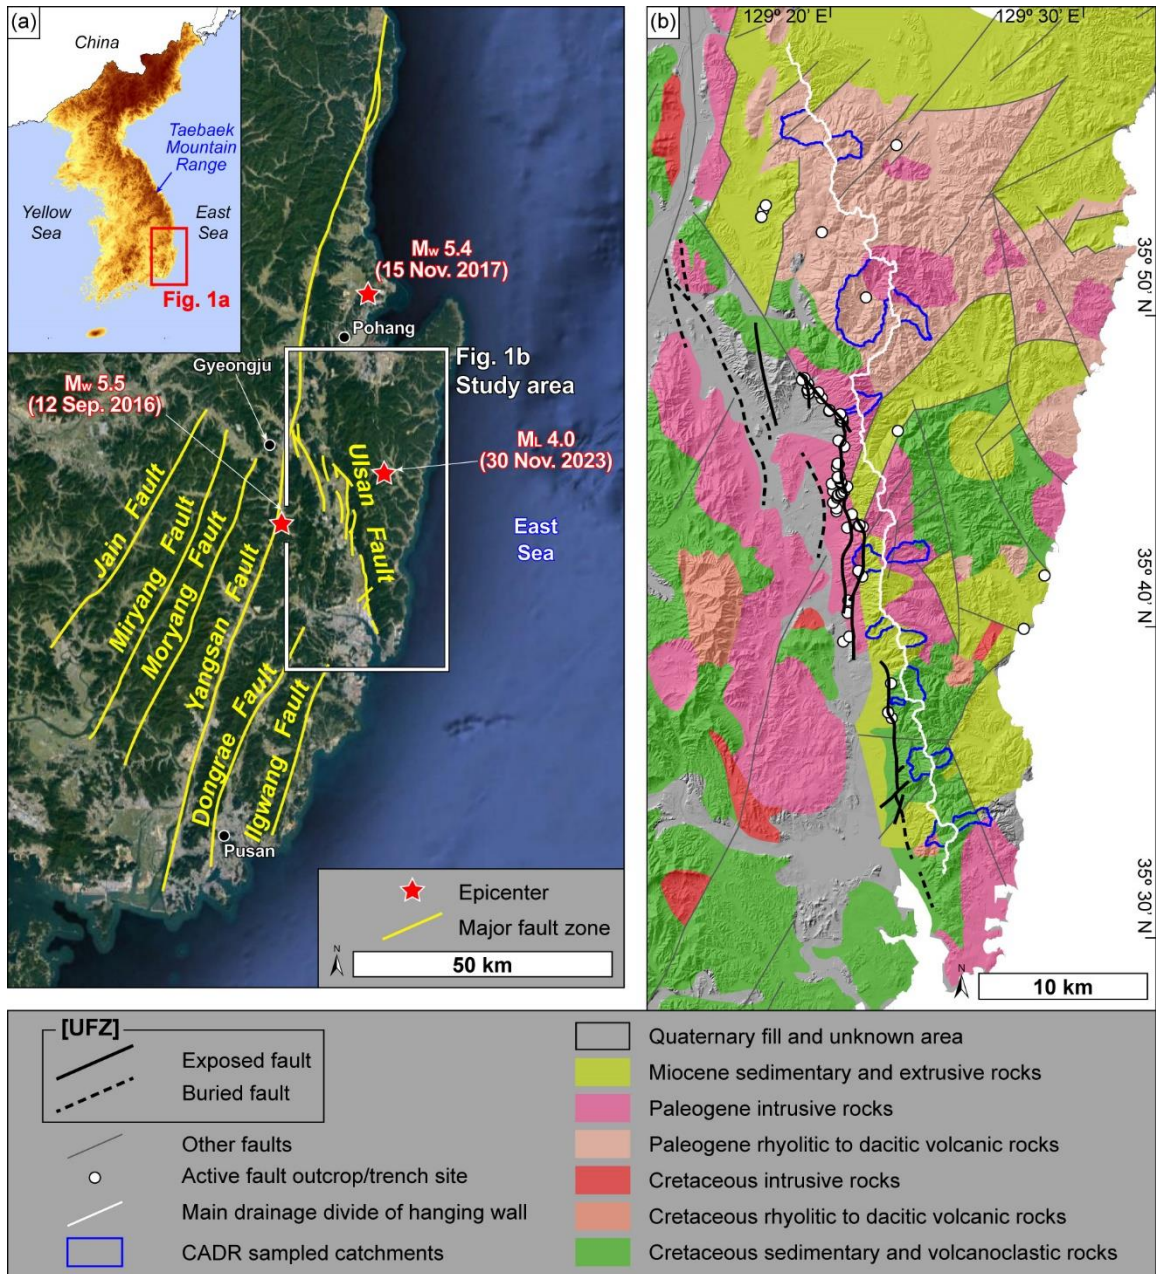 (a)
China
Taebaek
Mountain
Range
Yellow
Sea
East
Sea
Fig. 1a
Mw 5.4
(15 Nov. 2017)
Pohang
Gyeongju
Fig. 1b
Study area
Mw 5.5
(12 Sep. 2016)
ML 4.0
(30 Nov. 2023)
Ulsan Fault
East
Sea
Jain Fault
Miryang Fault
Moryang Fault
Yangsan Fault
Dongrae Fault
Ilgwang Fault
Pusan
Epicenter
Major fault zone
N
50 km
(b)
129º 20' E
129º 30' E
35º 50' N
35º 40' N
35º 30' N
N
10 km
[UFZ]
Exposed fault
Buried fault
Other faults
Active fault outcrop/trench site
Main drainage divide of hanging wall
CADR sampled catchments
Quaternary fill and unknown area
Miocene sedimentary and extrusive rocks
Paleogene intrusive rocks
Paleogene rhyolitic to dacitic volcanic rocks
Cretaceous intrusive rocks
Cretaceous rhyolitic to dacitic volcanic rocks
Cretaceous sedimentary and volcanoclastic rocks